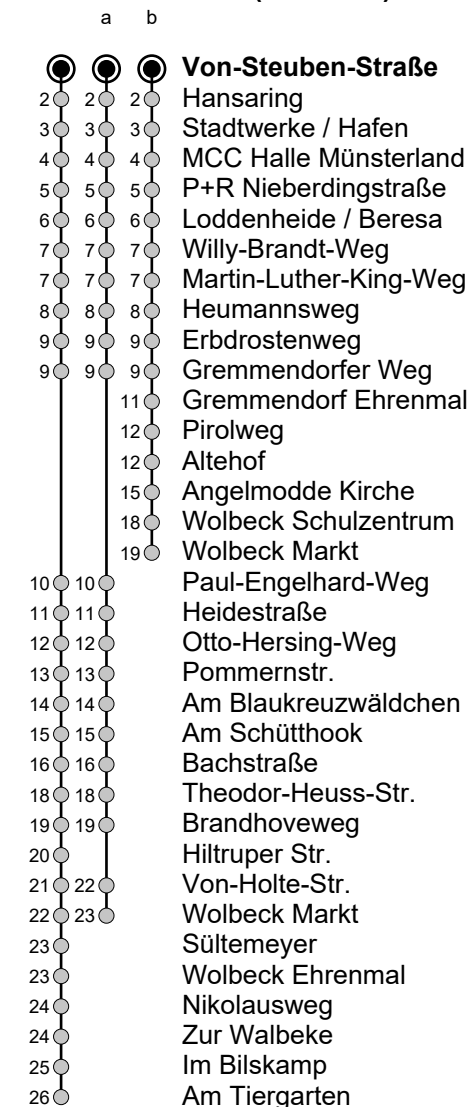 a b
Von-Steuben-Straße
2 2 2 Hansaring
3 3 3 Stadtwerke / Hafen
4 4 4 MCC Halle Münsterland
5 5 5 P+R Nieberdingstraße
6 6 6 Loddenheide / Beresa
7 7 7 Willy-Brandt-Weg
7 7 7 Martin-Luther-King-Weg
8 8 8 Heumannsweg
9 9 9 Erbdrostenweg
9 9 9 Gremmendorfer Weg
11 Gremmendorf Ehrenmal
12 Pirolweg
12 Altehof
15 Angelmodde Kirche
18 Wolbeck Schulzentrum
19 Wolbeck Markt
10 10 Paul-Engelhard-Weg
11 11 Heidestraße
12 12 Otto-Hersing-Weg
13 13 Pommernstr.
14 14 Am Blaukreuzwäldchen
15 15 Am Schütthook
16 16 Bachstraße
18 18 Theodor-Heuss-Str.
19 19 Brandhoveweg
20 Hiltruper Str.
21 22 Von-Holte-Str.
22 23 Wolbeck Markt
23 Sültemeyer
23 Wolbeck Ehrenmal
24 Nikolausweg
24 Zur Walbeke
25 Im Bilskamp
26 Am Tiergarten